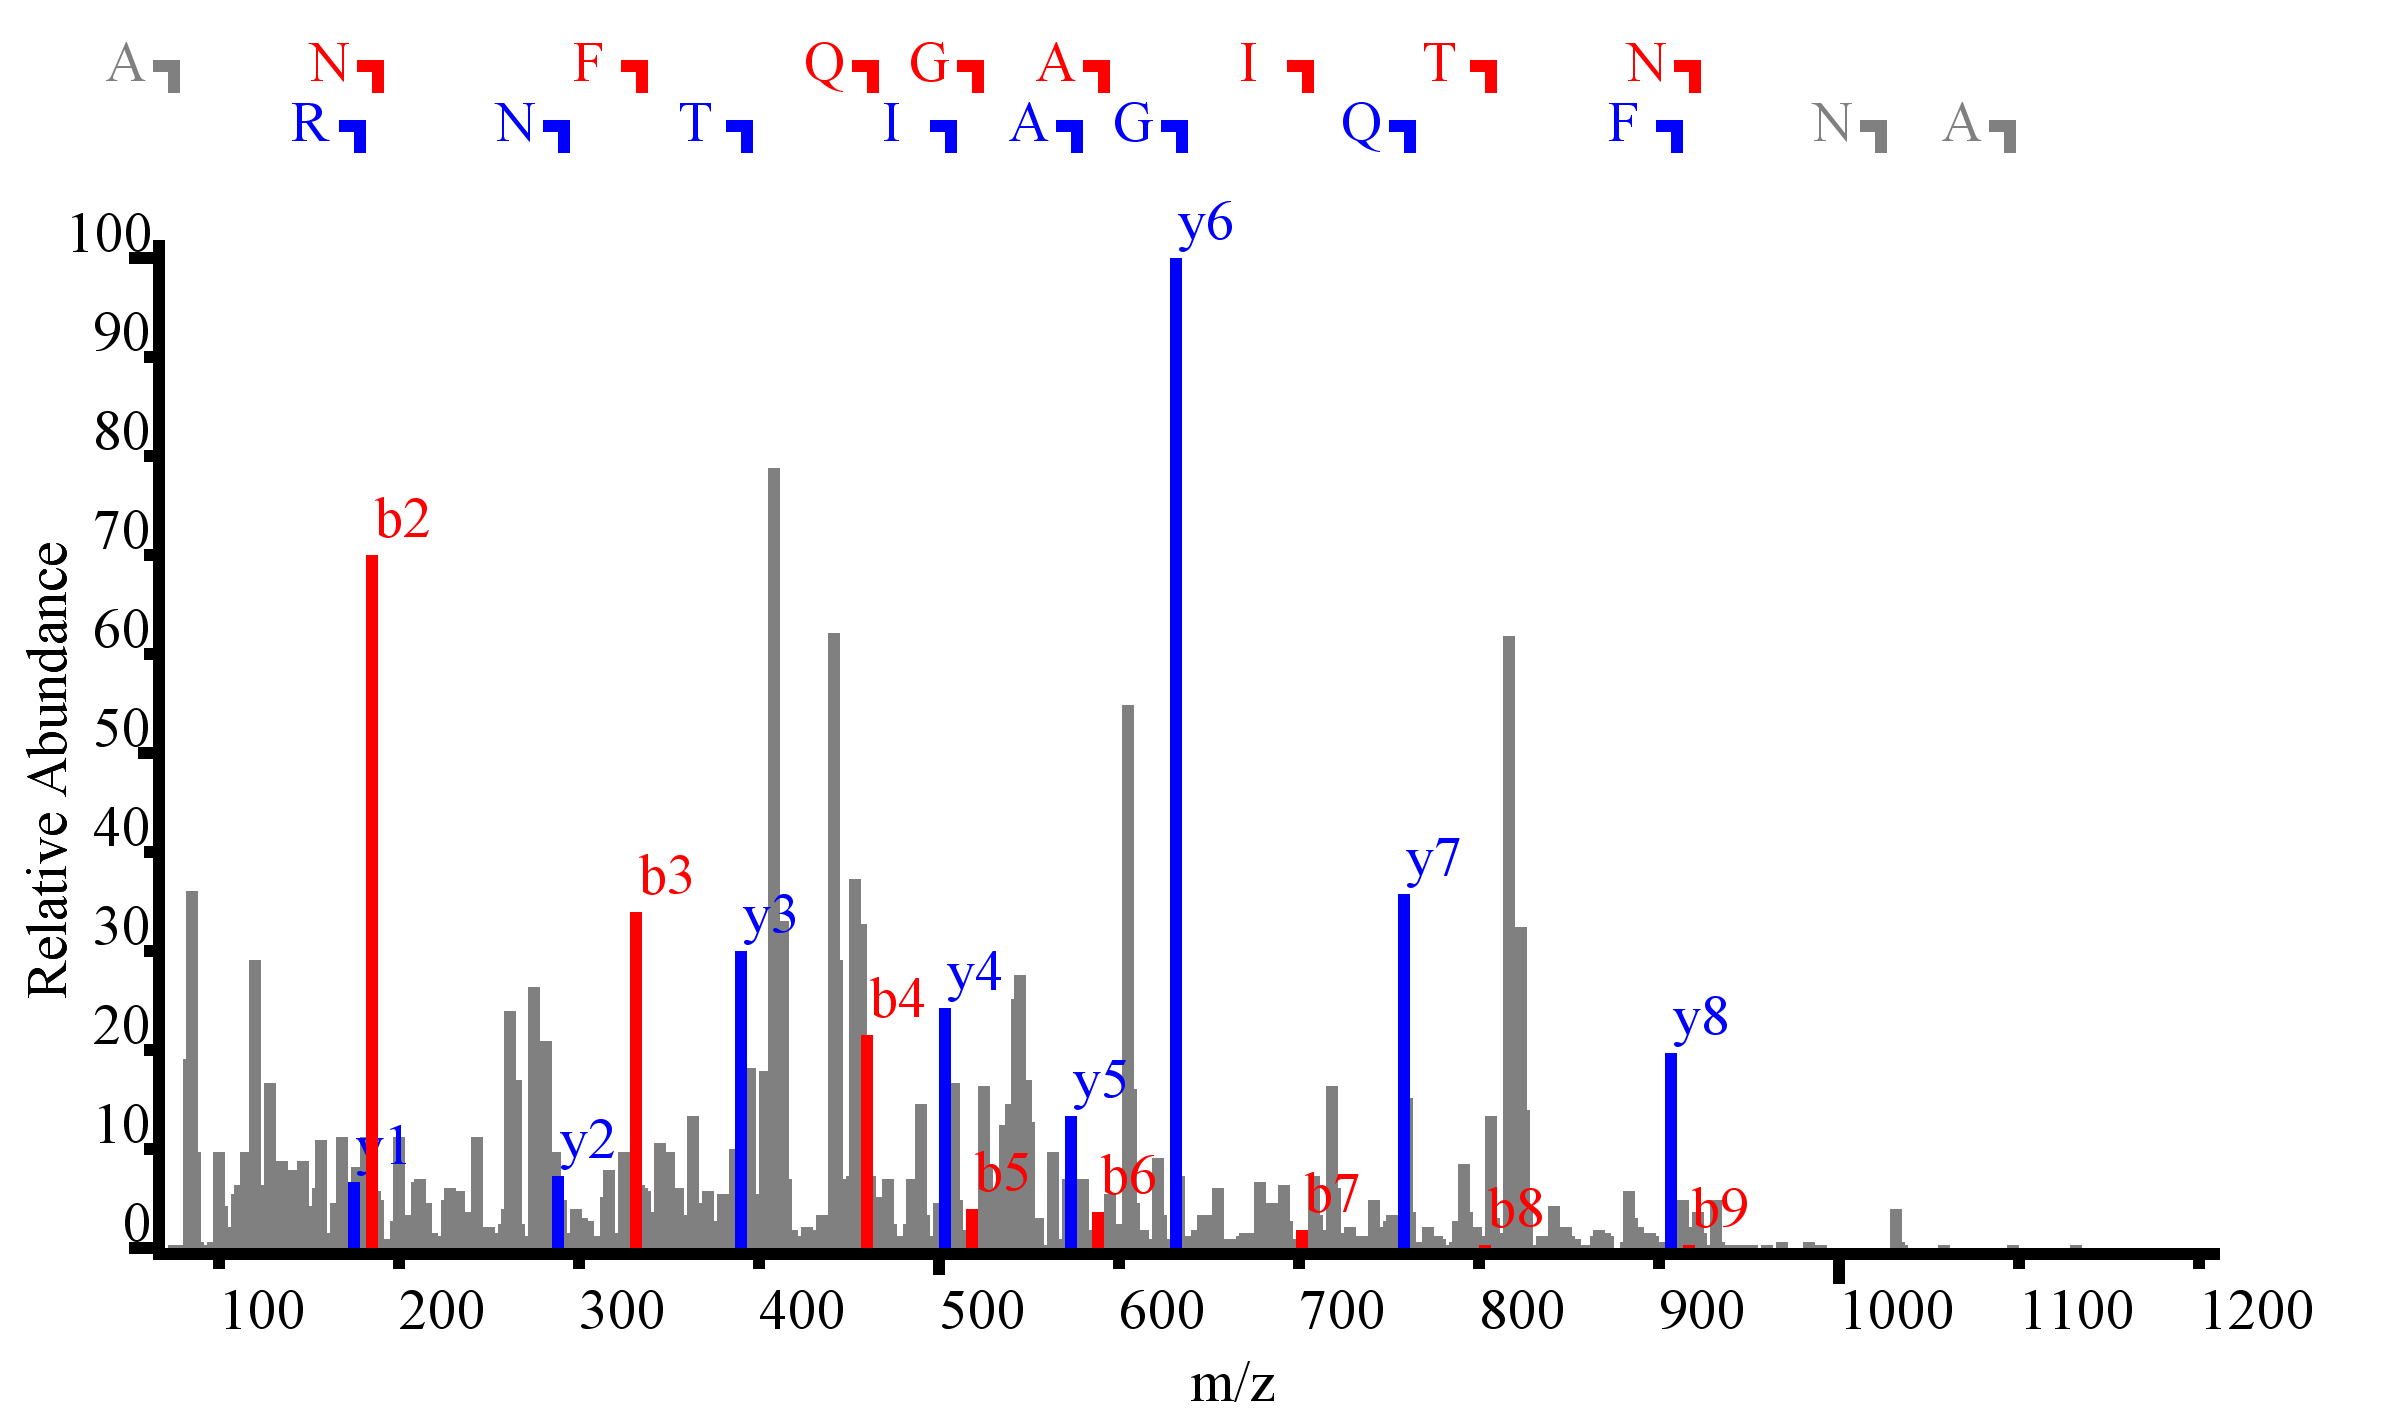 A N F Q G A I T N
R N T I A G Q F N A
y6
100
90
80
b2
70
60
Relative Abundance
50
y7
b3
40
y3
b4
y4
30
y8
20
y5
y1
y2
b5
b6
10
b7
b8
b9
0
100 200 300 400 500 600 700 800 900 1000 1100 1200
m/z